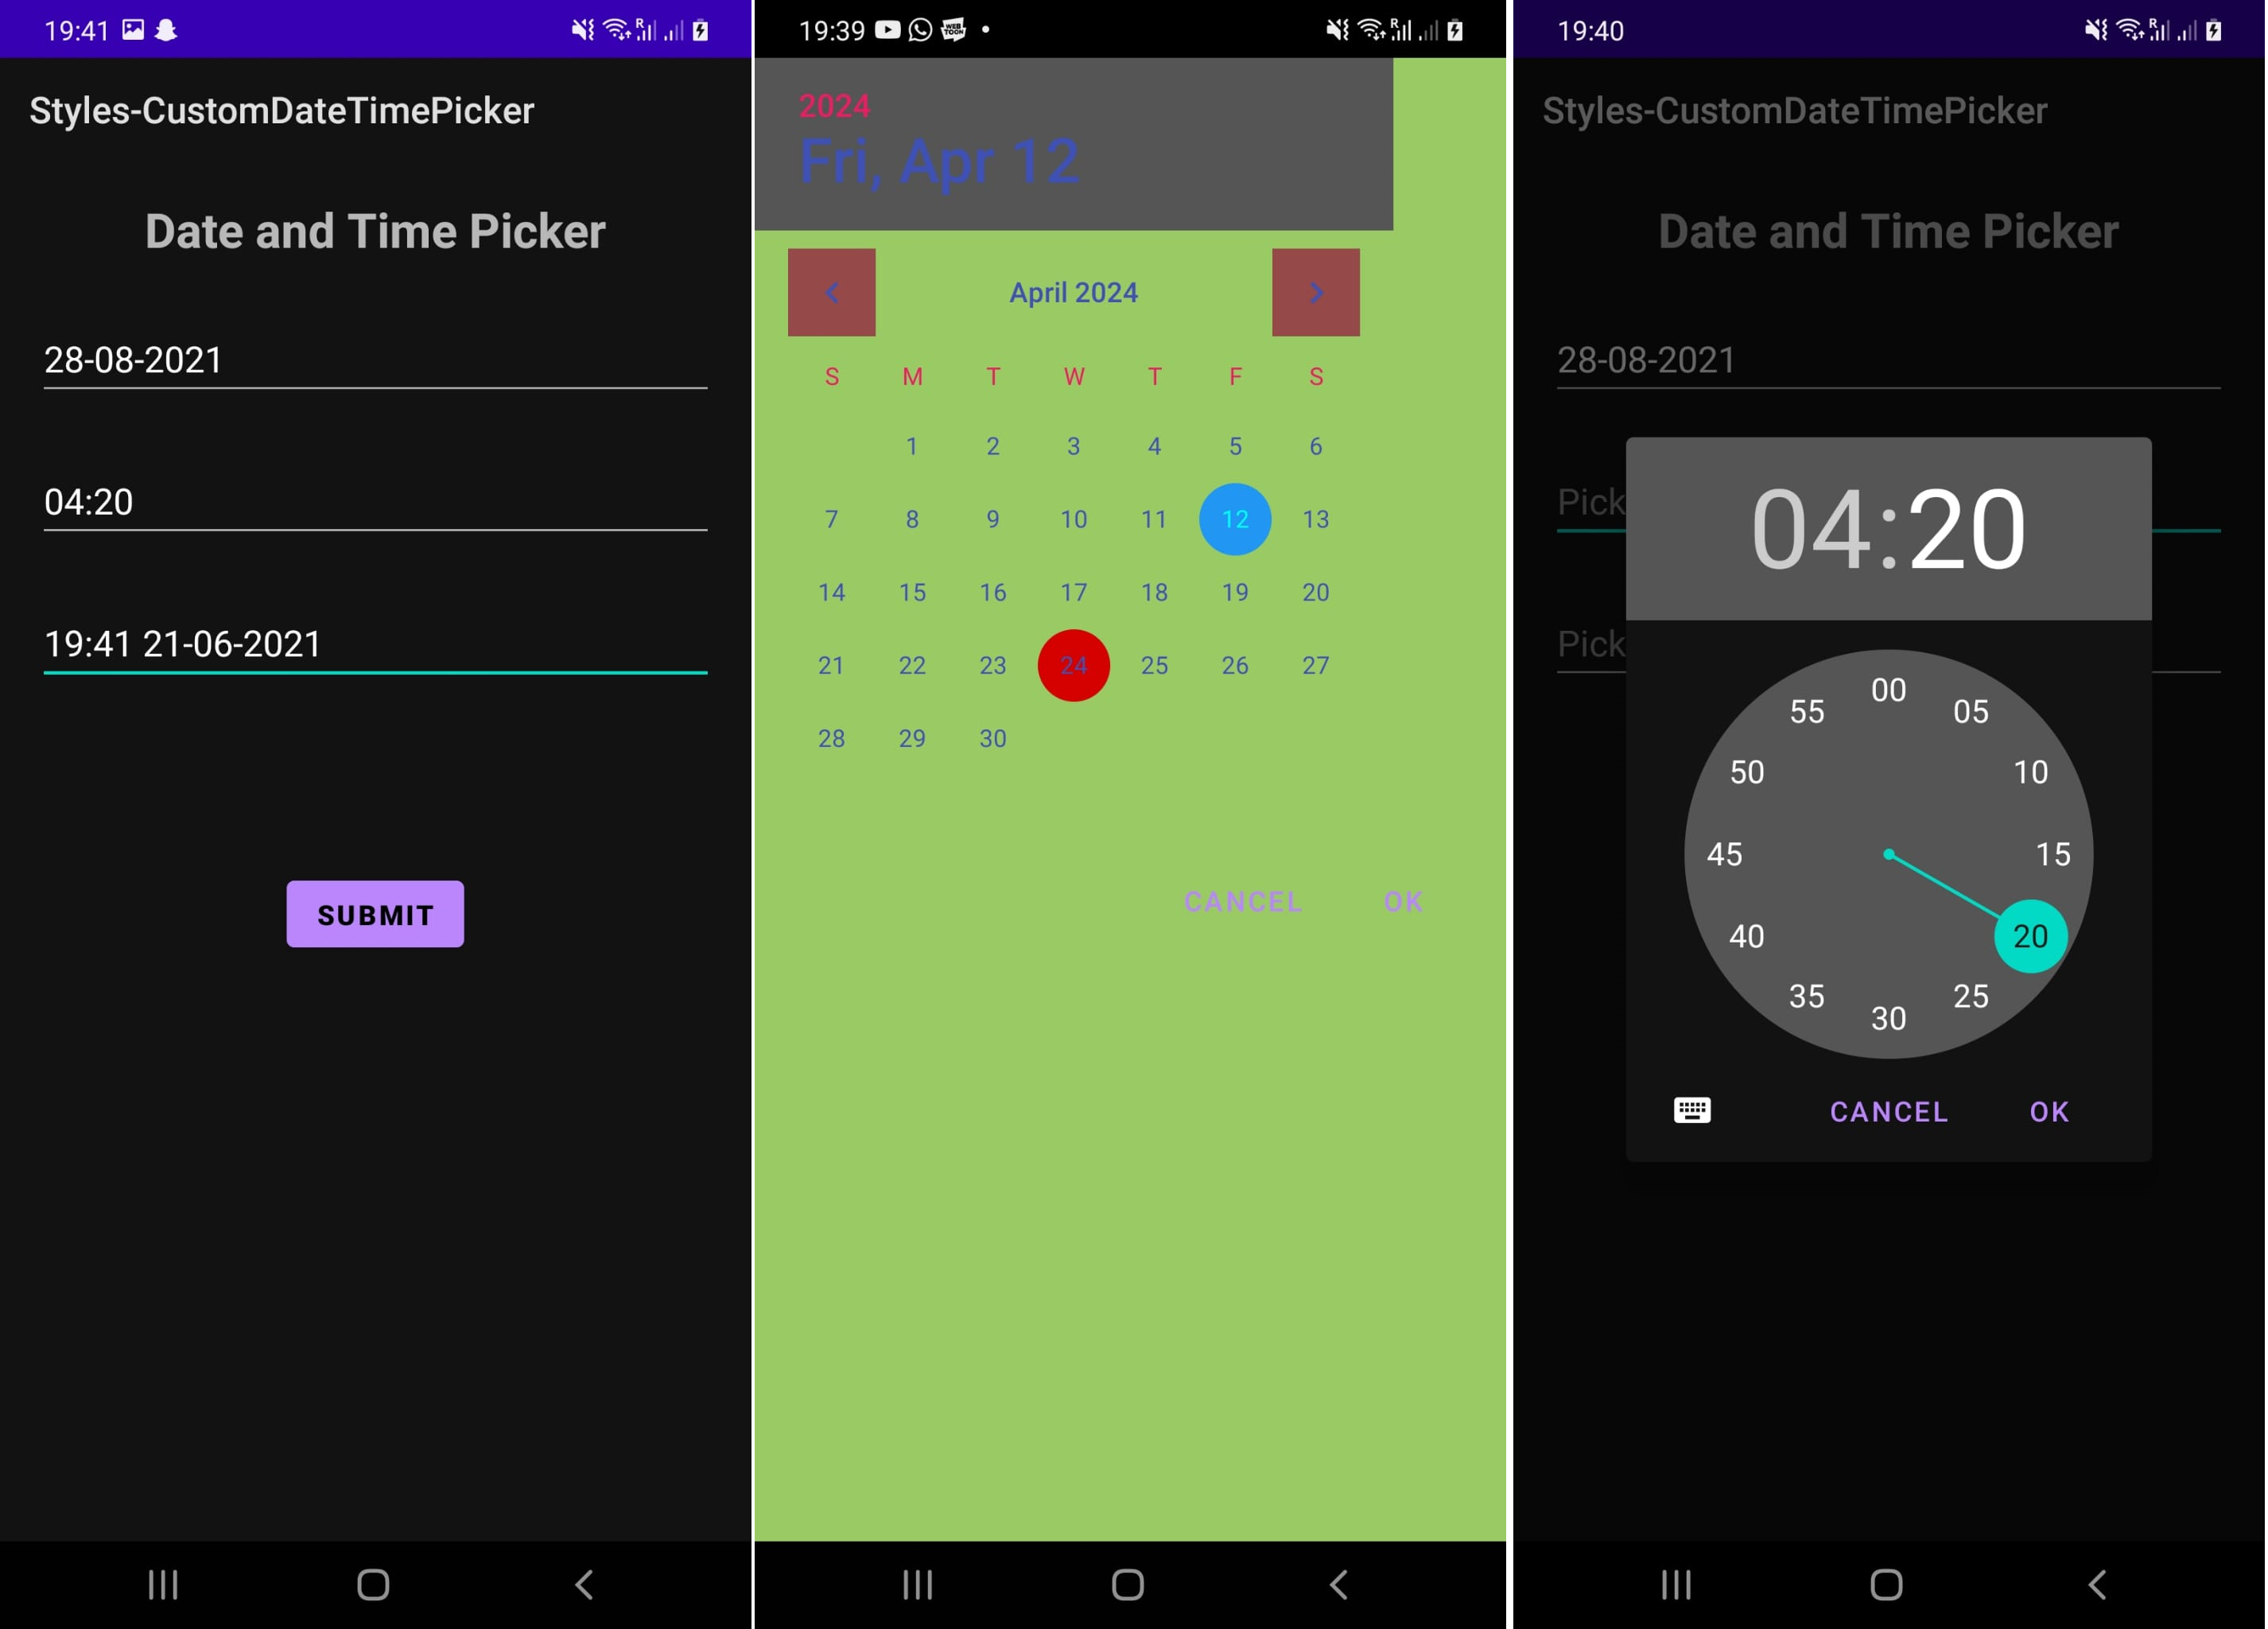 19:41
Styles-CustomDateTimePicker
Date and Time Picker
28-08-2021
04:20
19:41 21-06-2021
SUBMIT
19:39 WEB TOON
R
2024
Fri, Apr 12
April 2024
S M T W T F S
1 2 3 4 5 6
7 8 9 10 11 12 13
14 15 16 17 18 19 20
21 22 23 24 25 26 27
28 29 30
CANCEL OK
19:40
R
Styles-CustomDateTimePicker
Date and Time Picker
28-08-2021
Pick
04:20
Pick
00
55 05
50 10
45 15
40 20
35 25
30
CANCEL OK